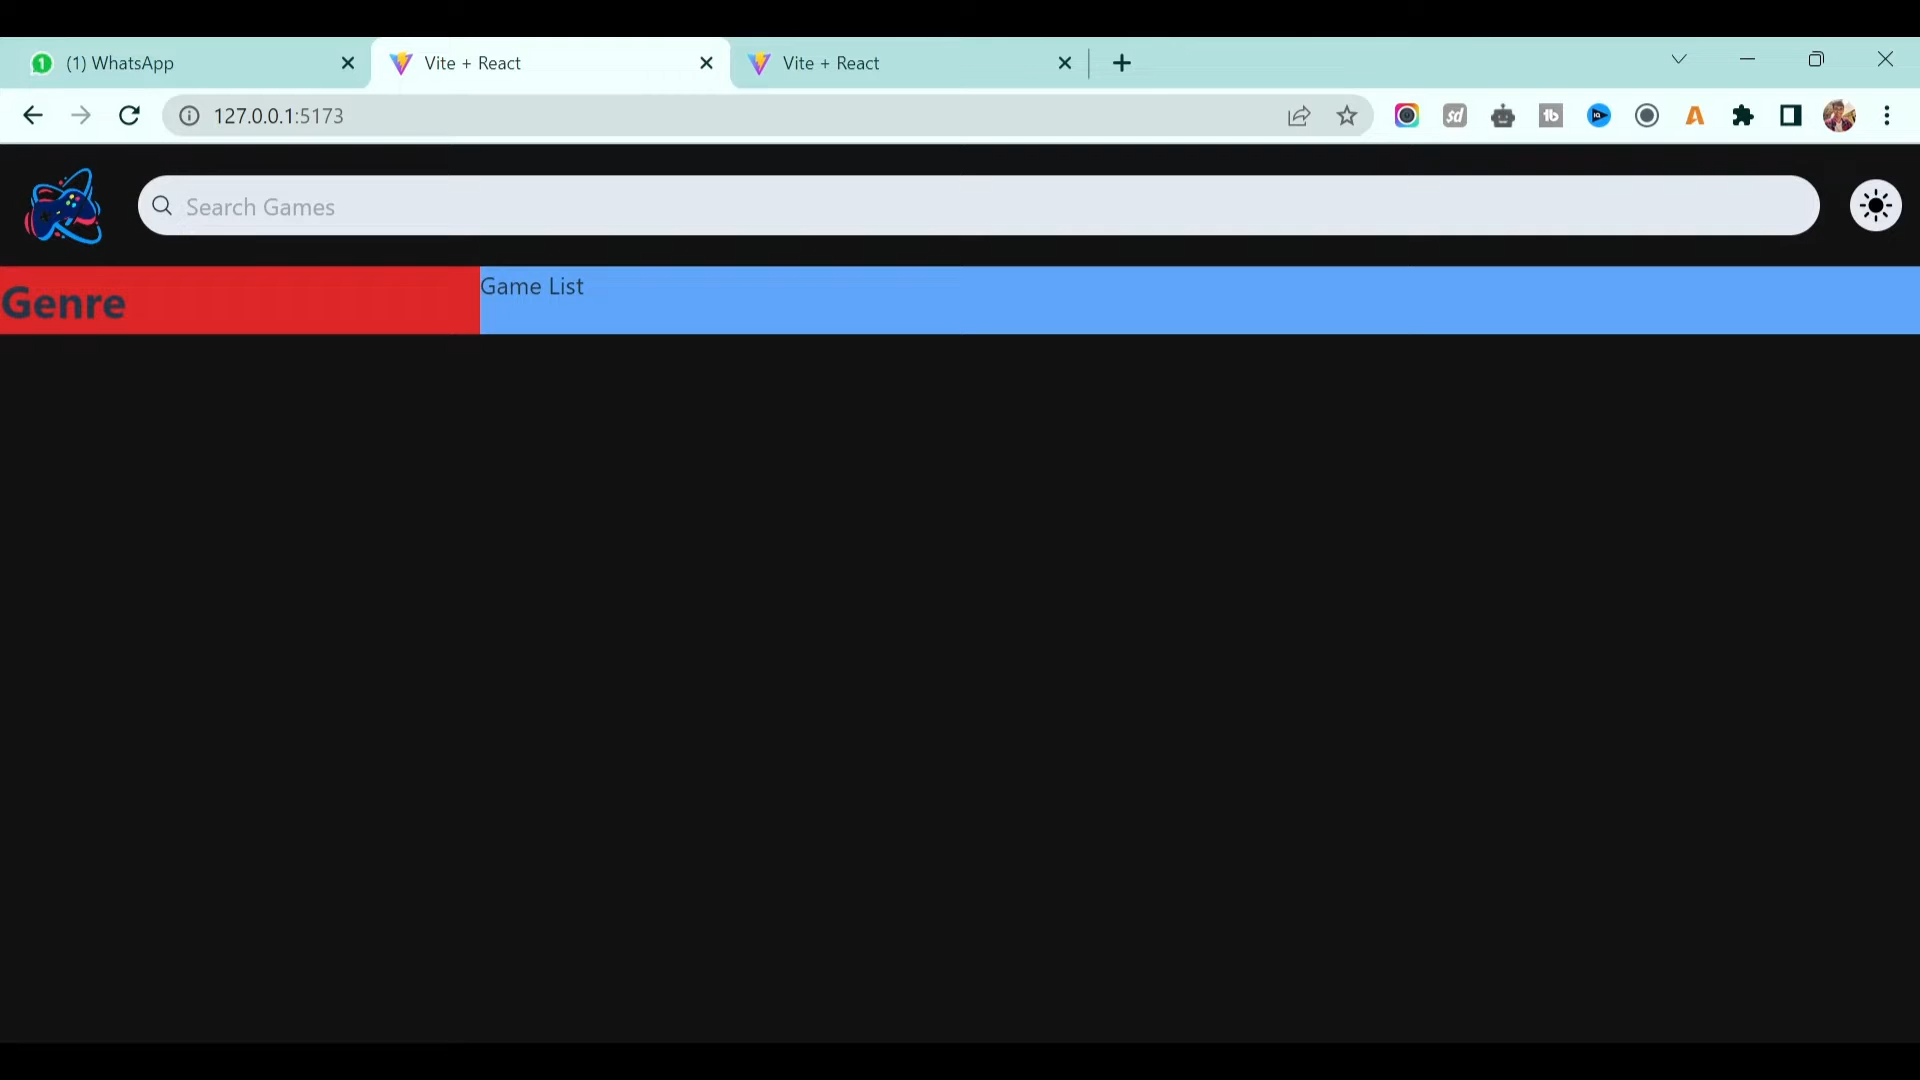 (1) WhatsApp
Vite + React
Vite + React
127.0.0.1:5173
Search Games
Genre
Game List